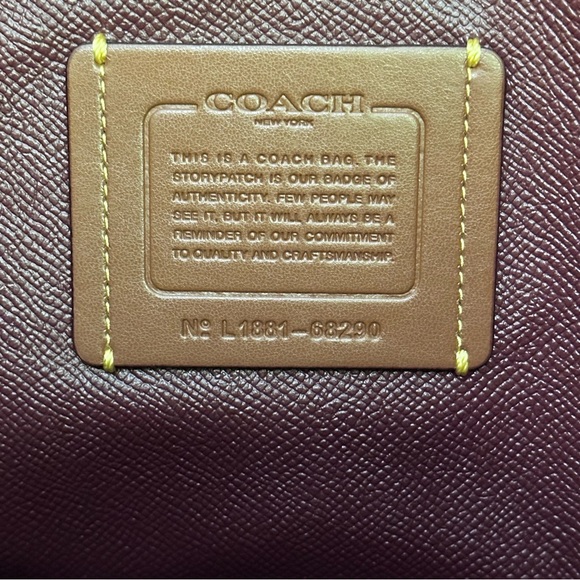 COACH
NEW YORK
THIS IS A COACH BAG. THE
STORYPATCH IS OUR BADGE OF
AUTHENTICITY. FEW PEOPLE MAY
SEE IT, BUT IT WILL ALWAYS BE A
REMINDER OF OUR COMMITMENT
TO QUALITY AND CRAFTSMANSHIP.
Nº L1881-68290